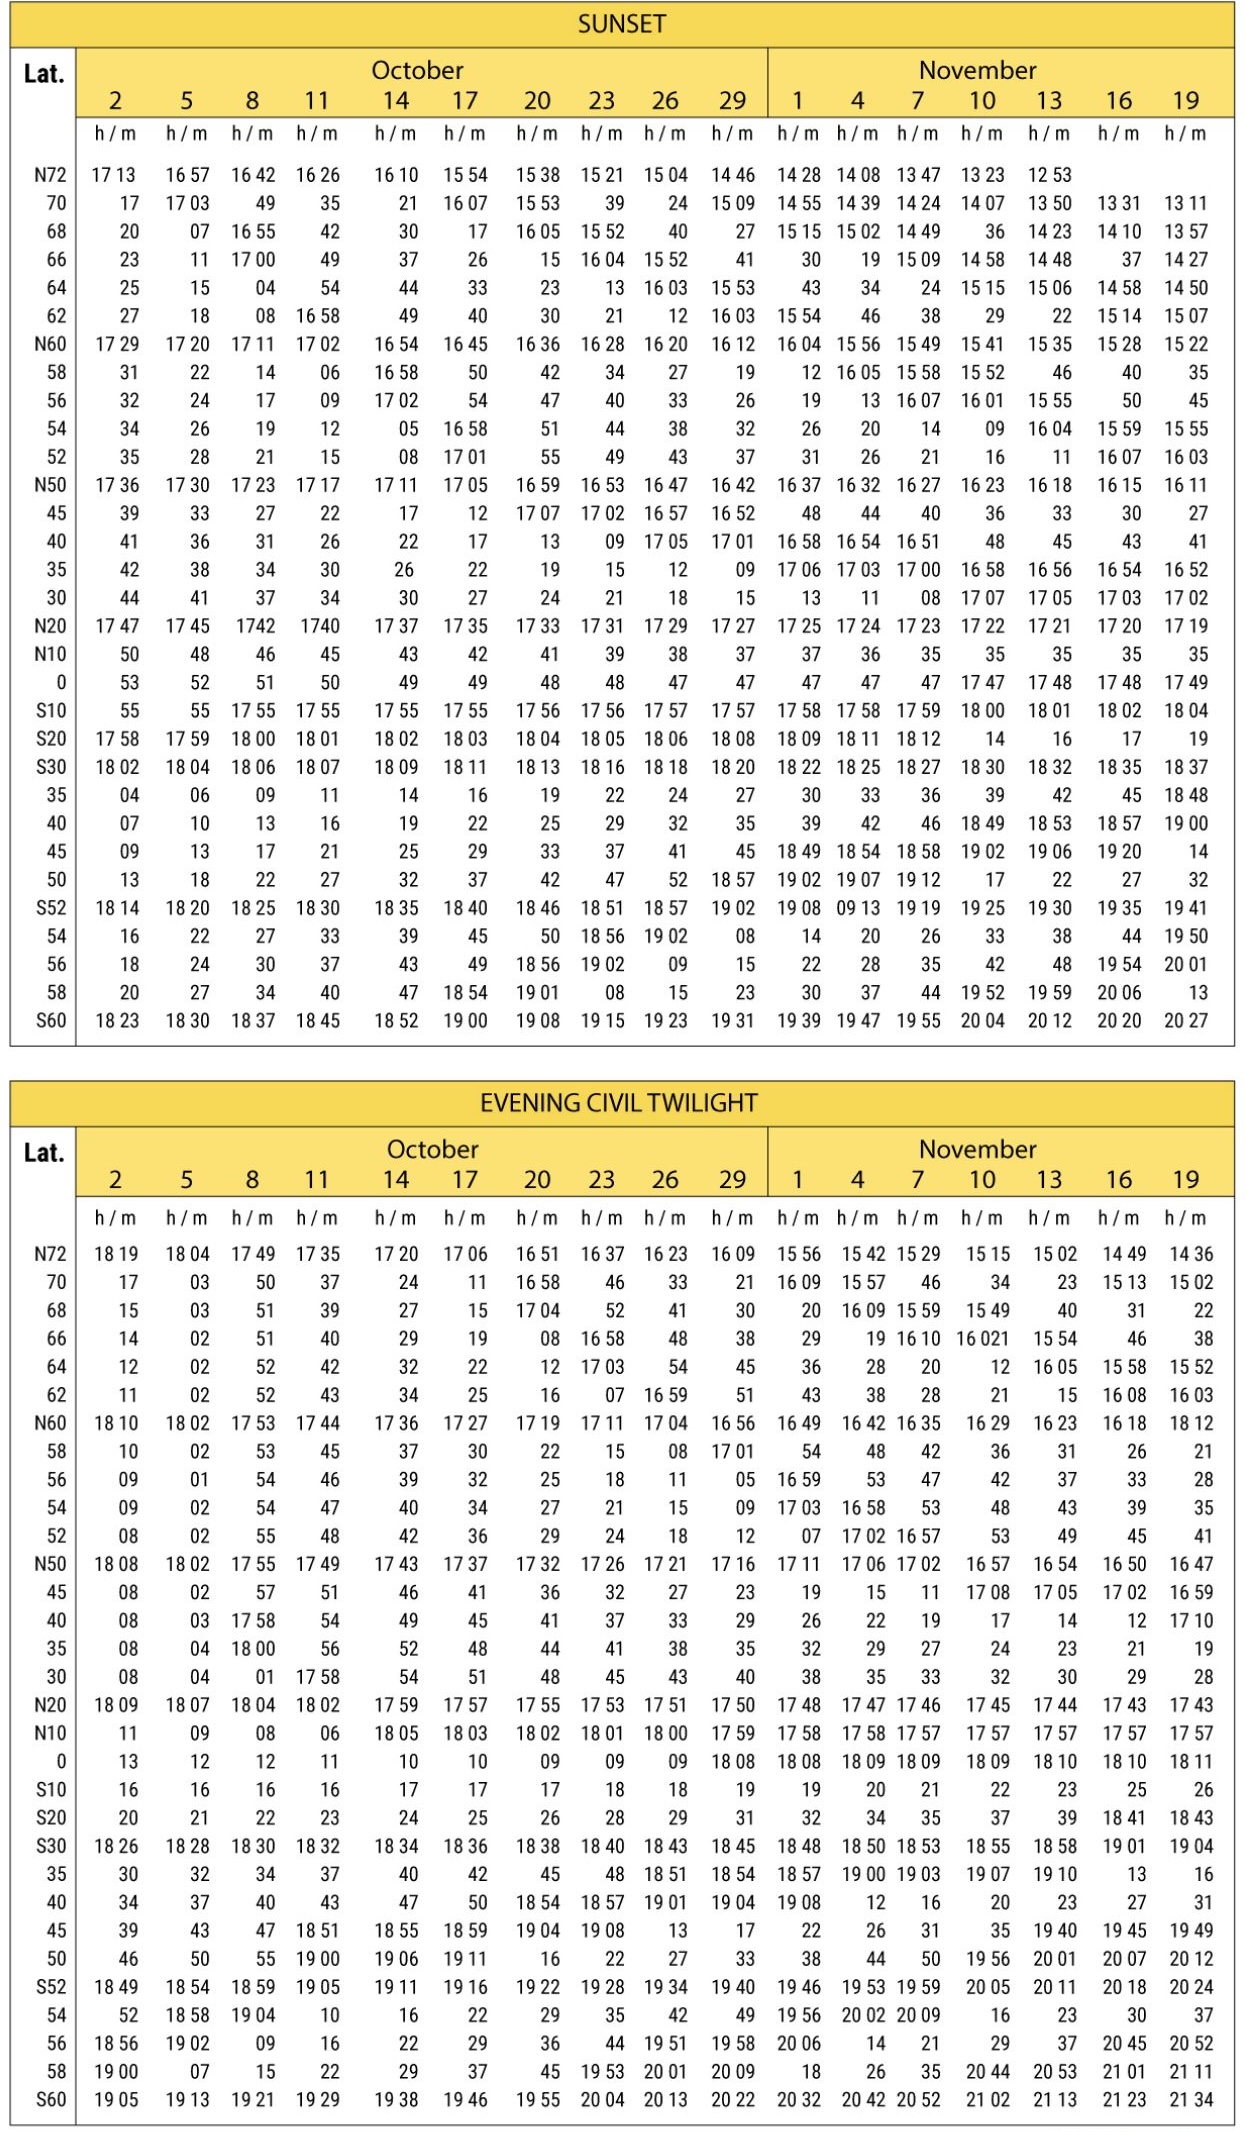 SUNSET
Lat. October November
2 5 8 11 14 17 20 23 26 29 1 4 7 10 13 16 19
h / m h / m h / m h / m h / m h / m h / m h / m h / m h / m h / m h / m h / m h / m h / m h / m h / m
N72 17 13 16 57 16 42 16 26 16 10 15 54 15 38 15 21 15 04 14 46 14 28 14 08 13 47 13 23 12 53
70 17 17 03 49 35 21 16 07 15 53 39 24 15 09 14 55 14 39 14 24 14 07 13 50 13 31 13 11
68 20 07 16 55 42 30 17 16 05 15 52 40 27 15 15 15 02 14 49 36 14 23 14 10 13 57
66 23 11 17 00 49 37 26 15 16 04 15 52 41 30 19 15 09 14 58 14 48 37 14 27
64 25 15 04 54 44 33 23 13 16 03 15 53 43 34 24 15 15 15 06 14 58 14 50
62 27 18 08 16 58 49 40 30 21 12 16 03 15 54 46 38 29 22 15 14 15 07
N60 17 29 17 20 17 11 17 02 16 54 16 45 16 36 16 28 16 20 16 12 16 04 15 56 15 49 15 41 15 35 15 28 15 22
58 31 22 14 06 16 58 50 42 34 27 19 12 16 05 15 58 15 52 46 40 35
56 32 24 17 09 17 02 54 47 40 33 26 19 13 16 07 16 01 15 55 50 45
54 34 26 19 12 05 16 58 51 44 38 32 26 20 14 09 16 04 15 59 15 55
52 35 28 21 15 08 17 01 55 49 43 37 31 26 21 16 11 16 07 16 03
N50 17 36 17 30 17 23 17 17 17 11 17 05 16 59 16 53 16 47 16 42 16 37 16 32 16 27 16 23 16 18 16 15 16 11
45 39 33 27 22 17 12 17 07 17 02 16 57 16 52 48 44 40 36 33 30 27
40 41 36 31 26 22 17 13 09 17 05 17 01 16 58 16 54 16 51 48 45 43 41
35 42 38 34 30 26 22 19 15 12 09 17 06 17 03 17 00 16 58 16 56 16 54 16 52
30 44 41 37 34 30 27 24 21 18 15 13 11 08 17 07 17 05 17 03 17 02
N20 17 47 17 45 1742 1740 17 37 17 35 17 33 17 31 17 29 17 27 17 25 17 24 17 23 17 22 17 21 17 20 17 19
N10 50 48 46 45 43 42 41 39 38 37 37 36 35 35 35 35 35
0 53 52 51 50 49 49 48 48 47 47 47 47 47 17 47 17 48 17 48 17 49
S10 55 55 17 55 17 55 17 55 17 55 17 56 17 56 17 57 17 57 17 58 17 58 17 59 18 00 18 01 18 02 18 04
S20 17 58 17 59 18 00 18 01 18 02 18 03 18 04 18 05 18 06 18 08 18 09 18 11 18 12 14 16 17 19
S30 18 02 18 04 18 06 18 07 18 09 18 11 18 13 18 16 18 18 18 20 18 22 18 25 18 27 18 30 18 32 18 35 18 37
35 04 06 09 11 14 16 19 22 24 27 30 33 36 39 42 45 18 48
40 07 10 13 16 19 22 25 29 32 35 39 42 46 18 49 18 53 18 57 19 00
45 09 13 17 21 25 29 33 37 41 45 18 49 18 54 18 58 19 02 19 06 19 20 14
50 13 18 22 27 32 37 42 47 52 18 57 19 02 19 07 19 12 17 22 27 32
S52 18 14 18 20 18 25 18 30 18 35 18 40 18 46 18 51 18 57 19 02 19 08 09 13 19 19 19 25 19 30 19 35 19 41
54 16 22 27 33 39 45 50 18 56 19 02 08 14 20 26 33 38 44 19 50
56 18 24 30 37 43 49 18 56 19 02 09 15 22 28 35 42 48 19 54 20 01
58 20 27 34 40 47 18 54 19 01 08 15 23 30 37 44 19 52 19 59 20 06 13
S60 18 23 18 30 18 37 18 45 18 52 19 00 19 08 19 15 19 23 19 31 19 39 19 47 19 55 20 04 20 12 20 20 20 27
EVENING CIVIL TWILIGHT
Lat. October November
2 5 8 11 14 17 20 23 26 29 1 4 7 10 13 16 19
h / m h / m h / m h / m h / m h / m h / m h / m h / m h / m h / m h / m h / m h / m h / m h / m h / m
N72 18 19 18 04 17 49 17 35 17 20 17 06 16 51 16 37 16 23 16 09 15 56 15 42 15 29 15 15 15 02 14 49 14 36
70 17 03 50 37 24 11 16 58 46 33 21 16 09 15 57 46 34 23 15 13 15 02
68 15 03 51 39 27 15 17 04 52 41 30 20 16 09 15 59 15 49 40 31 22
66 14 02 51 40 29 19 08 16 58 48 38 29 19 16 10 16 021 15 54 46 38
64 12 02 52 42 32 22 12 17 03 54 45 36 28 20 12 16 05 15 58 15 52
62 11 02 52 43 34 25 16 07 16 59 51 43 38 28 21 15 16 08 16 03
N60 18 10 18 02 17 53 17 44 17 36 17 27 17 19 17 11 17 04 16 56 16 49 16 42 16 35 16 29 16 23 16 18 18 12
58 10 02 53 45 37 30 22 15 08 17 01 54 48 42 36 31 26 21
56 09 01 54 46 39 32 25 18 11 05 16 59 53 47 42 37 33 28
54 09 02 54 47 40 34 27 21 15 09 17 03 16 58 53 48 43 39 35
52 08 02 55 48 42 36 29 24 18 12 07 17 02 16 57 53 49 45 41
N50 18 08 18 02 17 55 17 49 17 43 17 37 17 32 17 26 17 21 17 16 17 11 17 06 17 02 16 57 16 54 16 50 16 47
45 08 02 57 51 46 41 36 32 27 23 19 15 11 17 08 17 05 17 02 16 59
40 08 03 17 58 54 49 45 41 37 33 29 26 22 19 17 14 12 17 10
35 08 04 18 00 56 52 48 44 41 38 35 32 29 27 24 23 21 19
30 08 04 01 17 58 54 51 48 45 43 40 38 35 33 32 30 29 28
N20 18 09 18 07 18 04 18 02 17 59 17 57 17 55 17 53 17 51 17 50 17 48 17 47 17 46 17 45 17 44 17 43 17 43
N10 11 09 08 06 18 05 18 03 18 02 18 01 18 00 17 59 17 58 17 58 17 57 17 57 17 57 17 57 17 57
0 13 12 12 11 10 10 09 09 09 18 08 18 08 18 09 18 09 18 09 18 10 18 10 18 11
S10 16 16 16 16 17 17 17 18 18 19 19 20 21 22 23 25 26
S20 20 21 22 23 24 25 26 28 29 31 32 34 35 37 39 18 41 18 43
S30 18 26 18 28 18 30 18 32 18 34 18 36 18 38 18 40 18 43 18 45 18 48 18 50 18 53 18 55 18 58 19 01 19 04
35 30 32 34 37 40 42 45 48 18 51 18 54 18 57 19 00 19 03 19 07 19 10 13 16
40 34 37 40 43 47 50 18 54 18 57 19 01 19 04 19 08 12 16 20 23 27 31
45 39 43 47 18 51 18 55 18 59 19 04 19 08 13 17 22 26 31 35 19 40 19 45 19 49
50 46 50 55 19 00 19 06 19 11 16 22 27 33 38 44 50 19 56 20 01 20 07 20 12
S52 18 49 18 54 18 59 19 05 19 11 19 16 19 22 19 28 19 34 19 40 19 46 19 53 19 59 20 05 20 11 20 18 20 24
54 52 18 58 19 04 10 16 22 29 35 42 49 19 56 20 02 20 09 16 23 30 37
56 18 56 19 02 09 16 22 29 36 44 19 51 19 58 20 06 14 21 29 37 20 45 20 52
58 19 00 07 15 22 29 37 45 19 53 20 01 20 09 18 26 35 20 44 20 53 21 01 21 11
S60 19 05 19 13 19 21 19 29 19 38 19 46 19 55 20 04 20 13 20 22 20 32 20 42 20 52 21 02 21 13 21 23 21 34